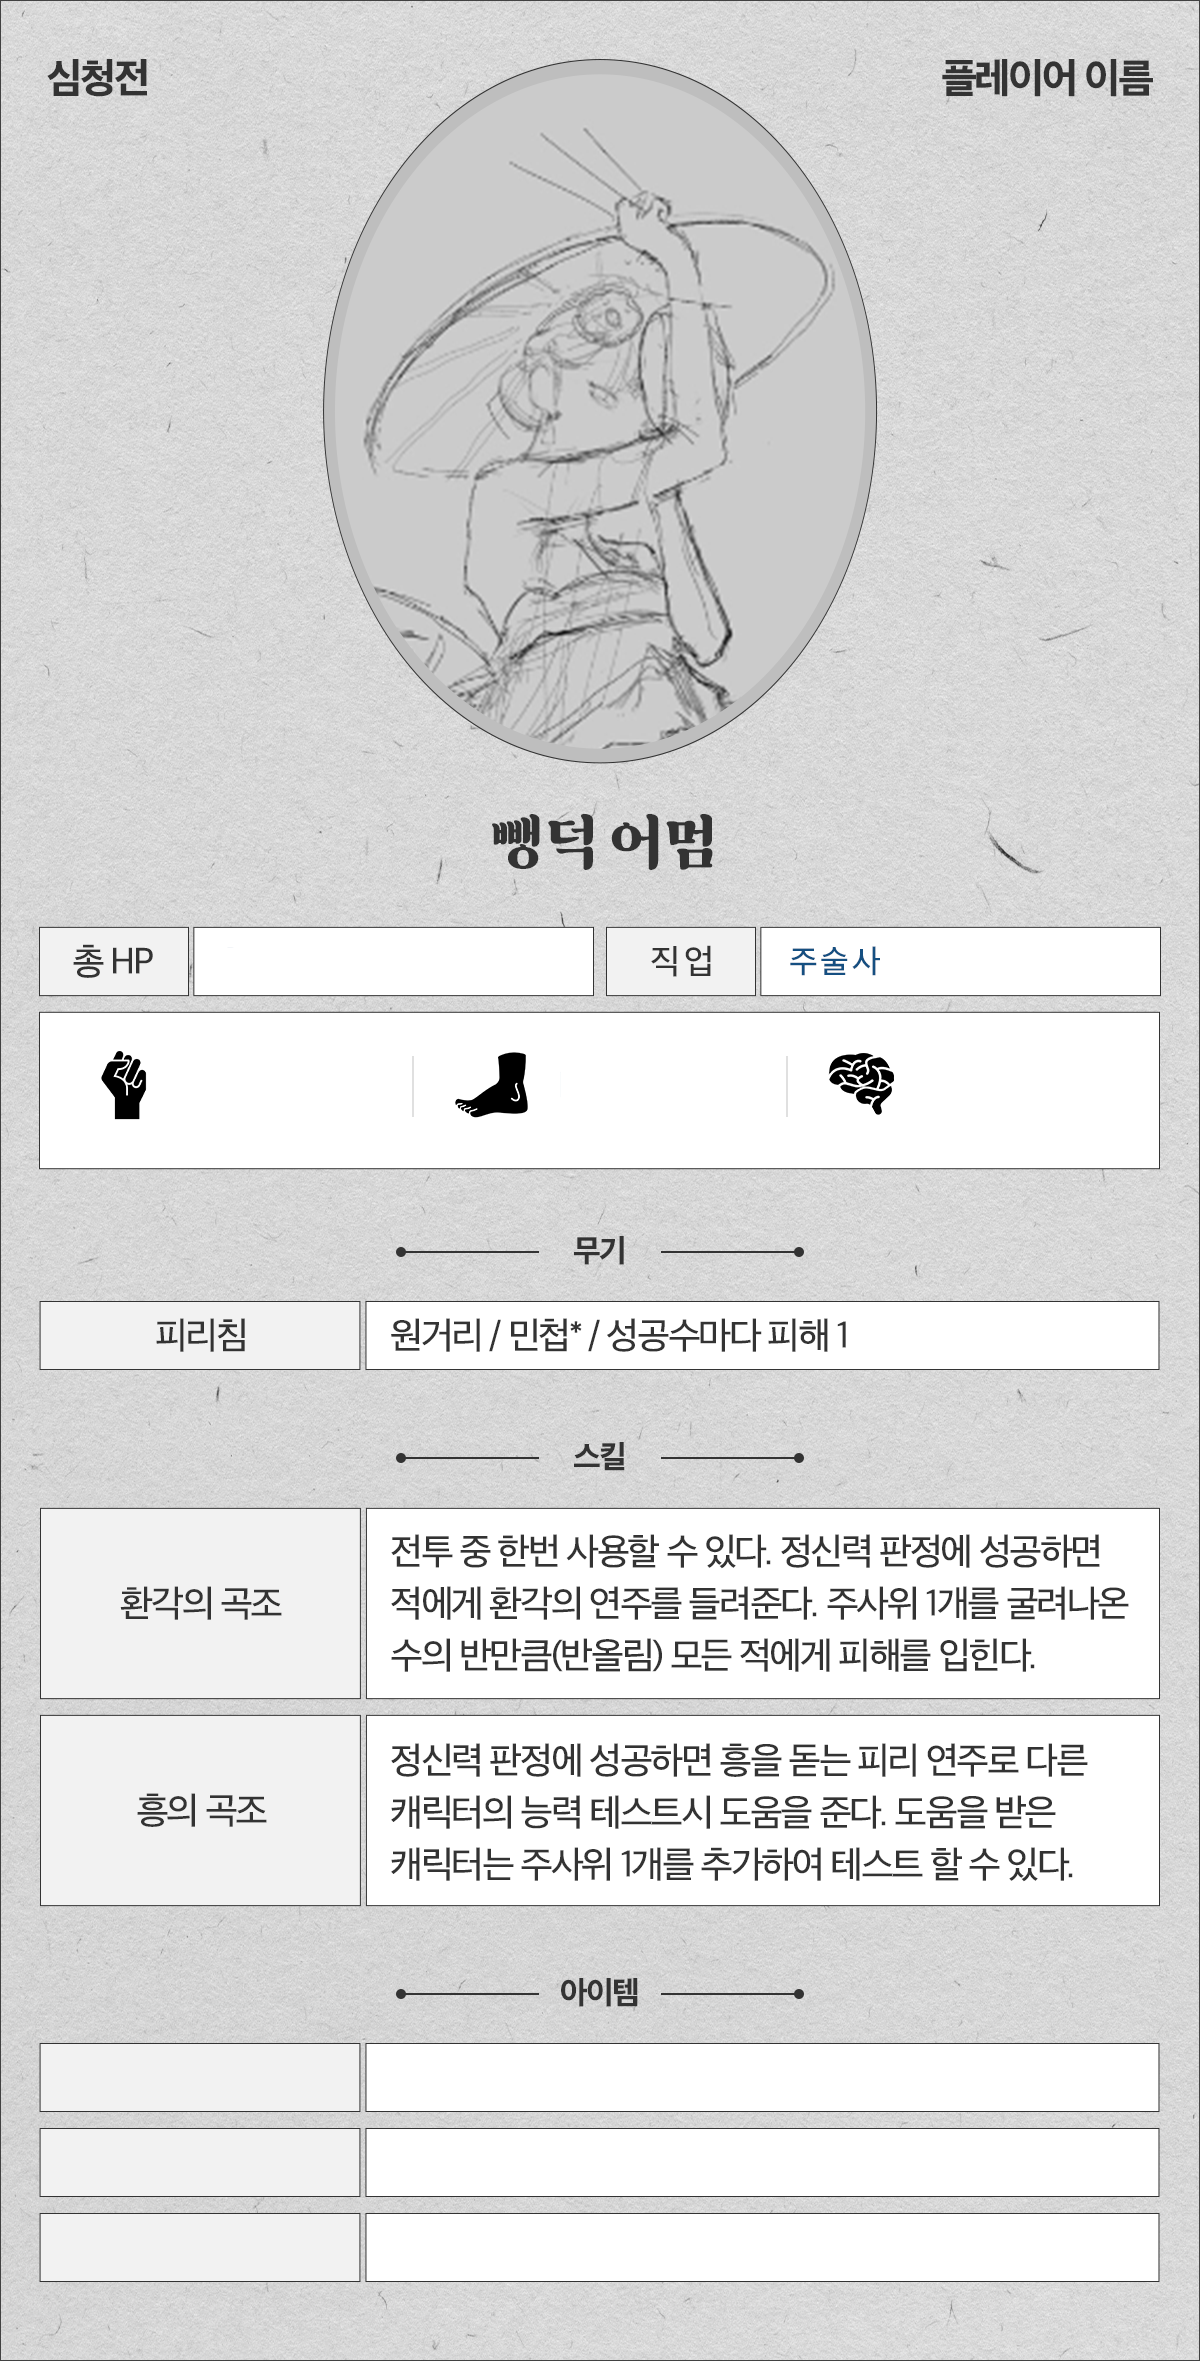 심청전
플레이어 이름
뺑덕 어멈
총 HP
직업
주술사
무기
피리침
원거리 / 민첩* / 성공수마다 피해 1
스킬
환각의 곡조
전투 중 한번 사용할 수 있다. 정신력 판정에 성공하면
적에게 환각의 연주를 들려준다. 주사위 1개를 굴려나온
수의 반만큼(반올림) 모든 적에게 피해를 입힌다.
흥의 곡조
정신력 판정에 성공하면 흥을 돋는 피리 연주로 다른
캐릭터의 능력 테스트시 도움을 준다. 도움을 받은
캐릭터는 주사위 1개를 추가하여 테스트 할 수 있다.
아이템